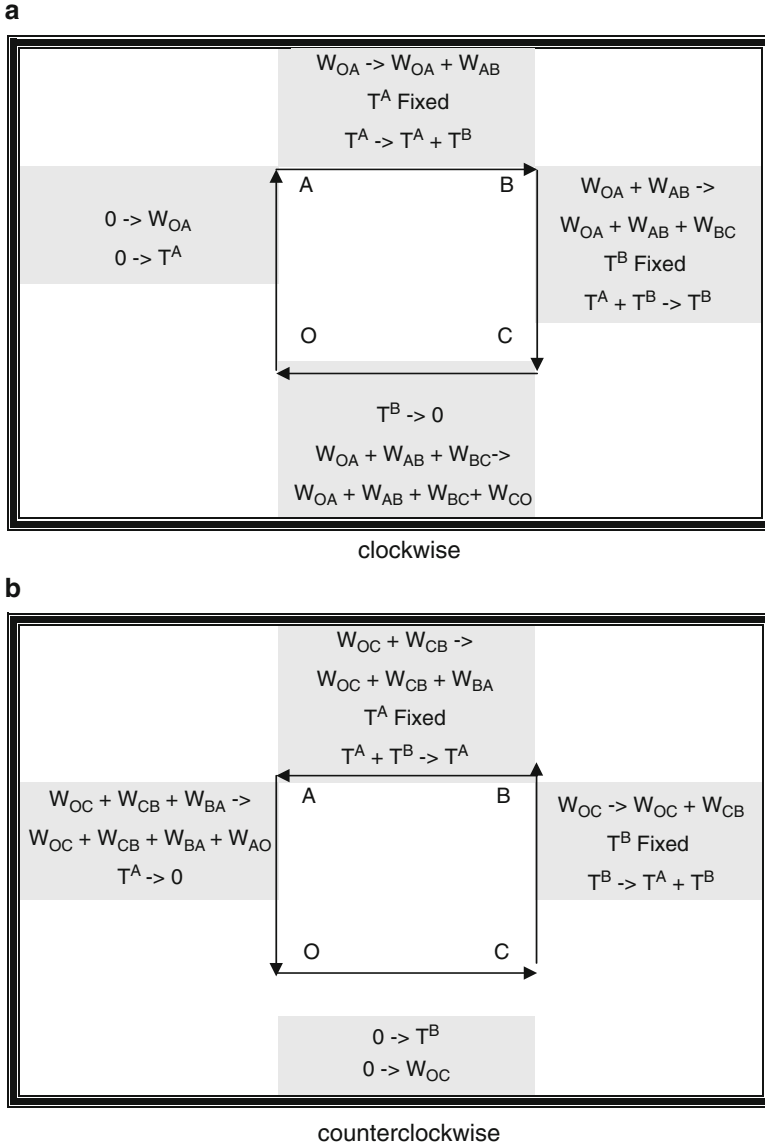 a
W_OA -> W_OA + W_AB
T^A Fixed
T^A -> T^A + T^B
A B
0 -> W_OA
0 -> T^A
W_OA + W_AB ->
W_OA + W_AB + W_BC
T^B Fixed
T^A + T^B -> T^B
O C
T^B -> 0
W_OA + W_AB + W_BC->
W_OA + W_AB + W_BC+ W_CO
clockwise
b
W_OC + W_CB ->
W_OC + W_CB + W_BA
T^A Fixed
T^A + T^B -> T^A
A B
W_OC + W_CB + W_BA ->
W_OC + W_CB + W_BA + W_AO
T^A -> 0
W_OC -> W_OC + W_CB
T^B Fixed
T^B -> T^A + T^B
O C
0 -> T^B
0 -> W_OC
counterclockwise